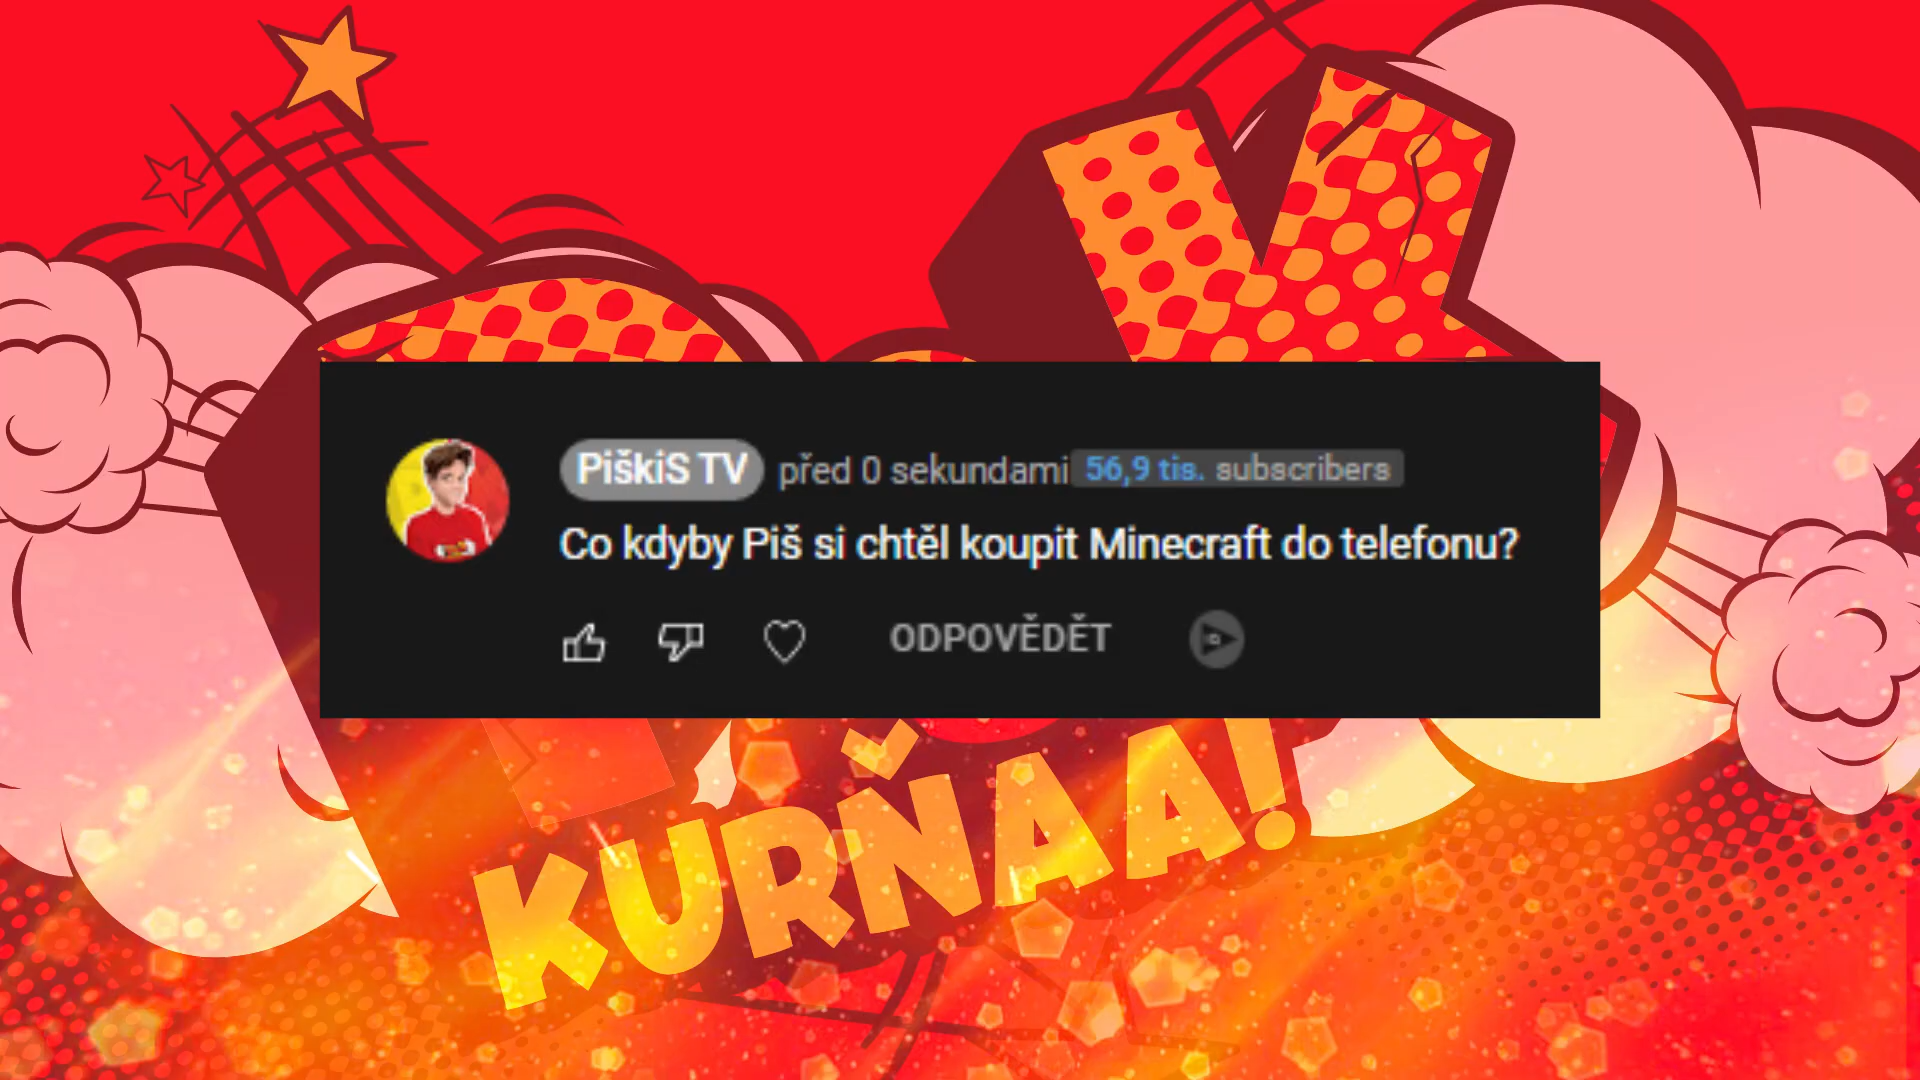 PiškiS TV před 0 sekundami 56,9 tis. subscribers
Co kdyby Piš si chtěl koupit Minecraft do telefonu?
ODPOVĚDĚT
KURŇAA!